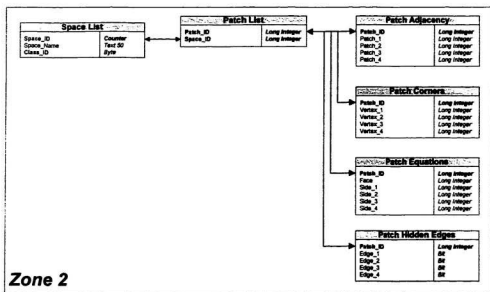 Space List
Space_ID Counter
Space_Name Text 50
Class_ID Byte
Patch List
Patch_ID Long Integer
Space_ID Long Integer
Patch Adjacency
Patch_ID Long Integer
Patch_1 Long Integer
Patch_2 Long Integer
Patch_3 Long Integer
Patch_4 Long Integer
Patch Corners
Patch_ID Long Integer
Vertex_1 Long Integer
Vertex_2 Long Integer
Vertex_3 Long Integer
Vertex_4 Long Integer
Patch Equations
Patch_ID Long Integer
Face Long Integer
Side_1 Long Integer
Side_2 Long Integer
Side_3 Long Integer
Side_4 Long Integer
Patch Hidden Edges
Patch_ID Long Integer
Edge_1 Bit
Edge_2 Bit
Edge_3 Bit
Edge_4 Bit
Zone 2